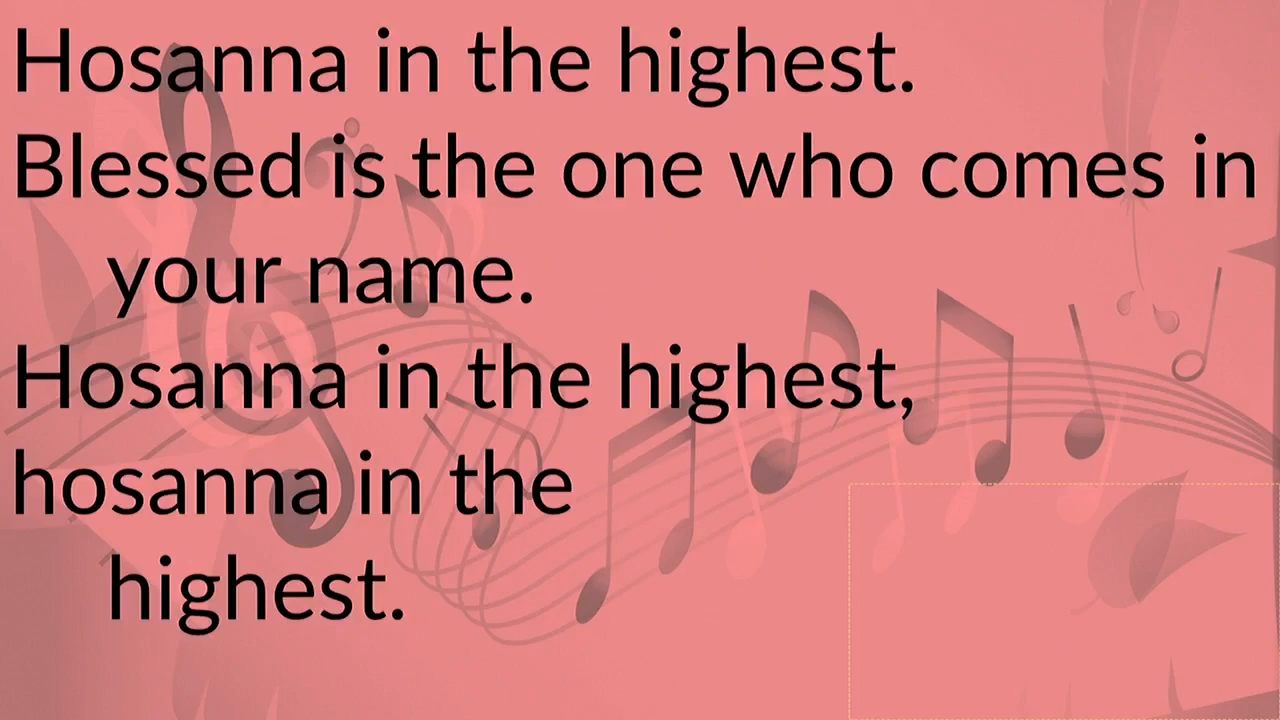 Hosanna in the highest.
Blessed is the one who comes in
your name.
Hosanna in the highest,
hosanna in the
highest.